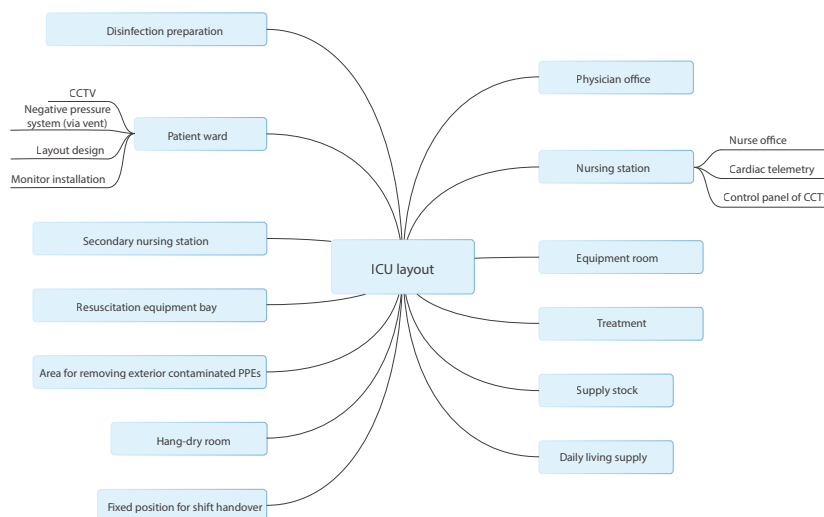 Disinfection preparation
CCTV
Negative pressure
system (via vent)
Layout design
Monitor installation
Patient ward
Secondary nursing station
Resuscitation equipment bay
Area for removing exterior contaminated PPEs
Hang-dry room
Fixed position for shift handover
ICU layout
Physician office
Nursing station
Nurse office
Cardiac telemetry
Control panel of CCTV
Equipment room
Treatment
Supply stock
Daily living supply